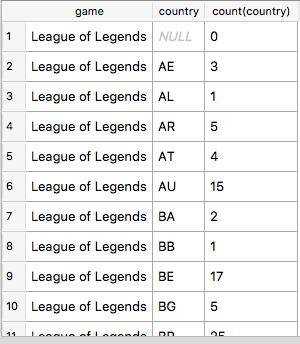 game country count(country)
1 League of Legends NULL 0
2 League of Legends AE 3
3 League of Legends AL 1
4 League of Legends AR 5
5 League of Legends AT 4
6 League of Legends AU 15
7 League of Legends BA 2
8 League of Legends BB 1
9 League of Legends BE 17
10 League of Legends BG 5
11 League of Legends